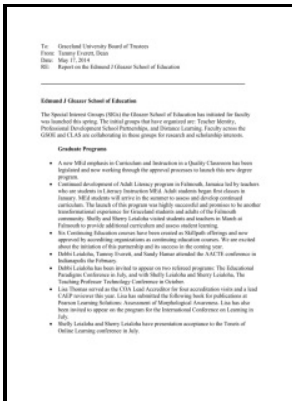 To: Graceland University Board of Trustees
From: Tammy Everett, Dean
Date: May 17, 2014
RE: Report on the Edmund J Gleazer School of Education
Edmund J Gleazer School of Education
The Special Interest Groups (SIGs) the Gleazer School of Education has initiated for faculty
was launched this spring. The initial groups that have organized are: Teacher Identity,
Professional Development School Partnerships, and Distance Learning. Faculty across the
GSOE and CLAS are collaborating in these groups for research and scholarship interests.
Graduate Programs
• A new MEd emphasis in Curriculum and Instruction in a Quality Classroom has been
legislated and now working through the approval processes to launch this new degree
program.
• Continued development of Adult Literacy program in Falmouth, Jamaica led by teachers
who are students in Literacy Instruction MEd. Adult students began first classes in
January. MEd students will arrive in the summer to assess and develop continued
curriculum. The launch of this program was highly successful and promises to be another
transformational experience for Graceland students and adults of the Falmouth
community. Shelly and Sherry Leialoha visited students and teachers in March at
Falmouth to provide additional curriculum and assess student learning.
• Six Continuing Education courses have been created as Skillpath offerings and now
approved by accrediting organizations as continuing education courses. We are excited
about the initiation of this partnership and its success in the coming year.
• Debbi Leialoha, Tammy Everett, and Sandy Hamar attended the AACTE conference in
Indianapolis the February.
• Debbi Leialoha has been invited to appear on two refereed programs: The Educational
Paradigms Conference in July, and with Shelly Leialoha and Sherry Leialoha, The
Teaching Professor Technology Conference in October.
• Lisa Thomas served as the COA Lead Accreditor for four accreditation visits and a lead
CAEP reviewer this year. Lisa has submitted the following book for publications at
Pearson Learning Solutions: Assessment of Morphological Awareness. Lisa has also
been invited to appear on the program for the International Conference on Learning in
July.
• Shelly Leialoha and Sherry Leialoha have presentation acceptance to the Tenets of
Online Learning conference in July.